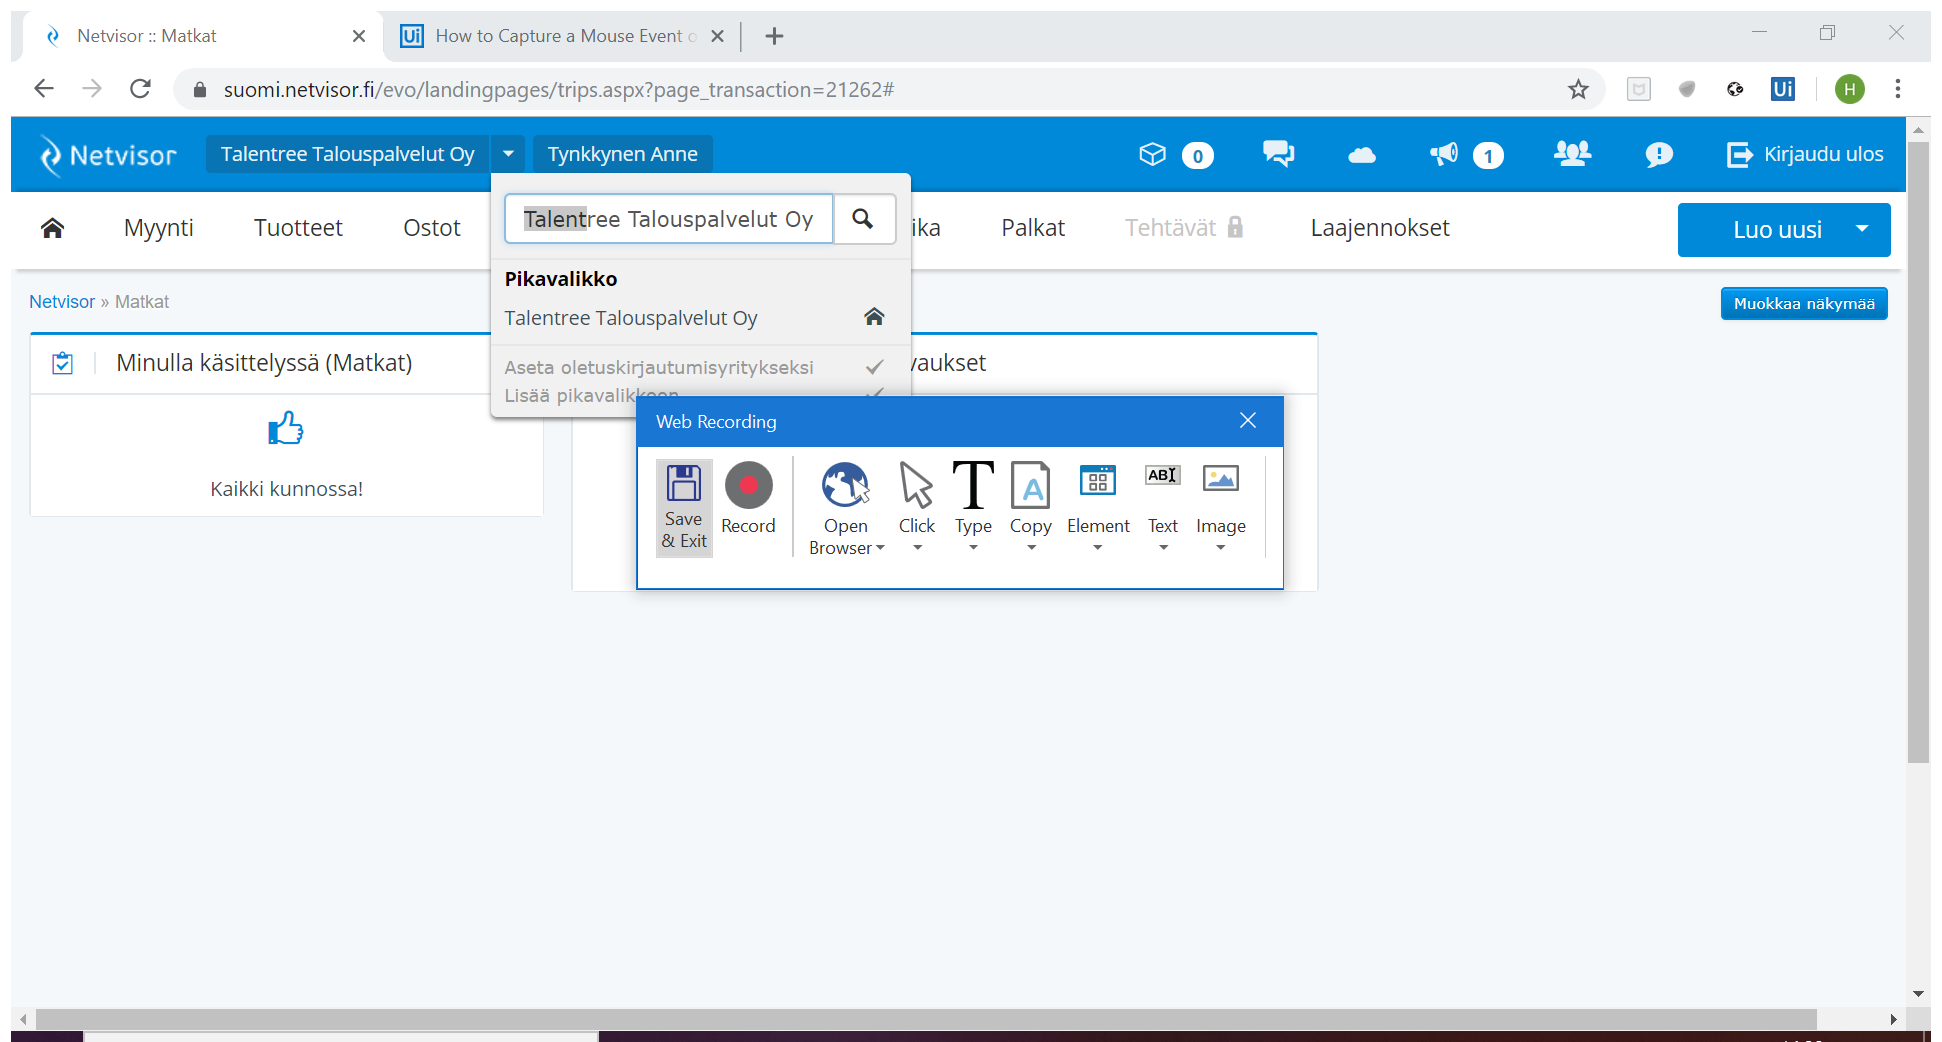 Netvisor :: Matkat
Ui
How to Capture a Mouse Event o
suomi.netvisor.fi/evo/landingpages/trips.aspx?page_transaction=21262#
Ui
H
Netvisor
Talentree Talouspalvelut Oy
Tynkkynen Anne
0
1
Kirjaudu ulos
Myynti
Tuotteet
Ostot
ika
Palkat
Tehtävät
Laajennokset
Luo uusi
Talentree Talouspalvelut Oy
Pikavalikko
Talentree Talouspalvelut Oy
Aseta oletuskirjautumisyritykseksi
Lisää pikavalikkoon
Netvisor » Matkat
Muokkaa näkymää
Minulla käsittelyssä (Matkat)
vaukset
Kaikki kunnossa!
Web Recording
Save
& Exit
Record
Open
Browser
Click
T
Type
A
Copy
Element
ABI
Text
Image